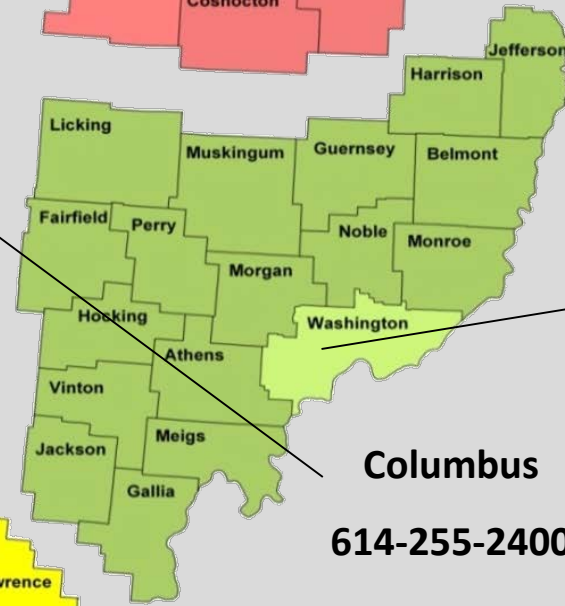 Coshocton
Jefferson
Harrison
Licking
Muskingum
Guernsey
Belmont
Fairfield
Perry
Noble
Monroe
Morgan
Hocking
Washington
Athens
Vinton
Meigs
Jackson
Gallia
Columbus
614-255-2400
wrence